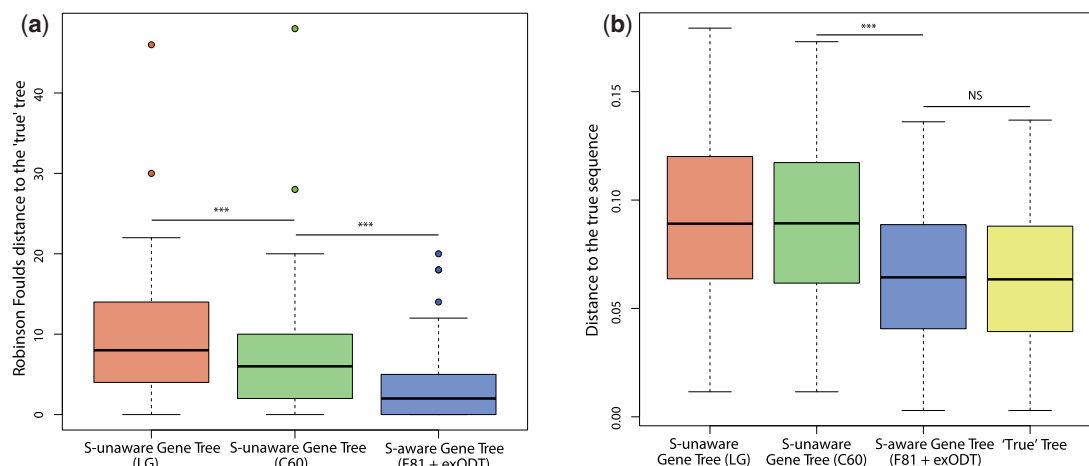 (a)
Robinson Foulds distance to the 'true' tree
0
10
20
30
40
***
***
S-unaware Gene Tree
(LG)
S-unaware Gene Tree
(C60)
S-aware Gene Tree
(F81 + exODT)
(b)
Distance to the true sequence
0.00
0.05
0.10
0.15
***
NS
S-unaware
Gene Tree (LG)
S-unaware
Gene Tree (C60)
S-aware Gene Tree
(F81 + exODT)
'True' Tree